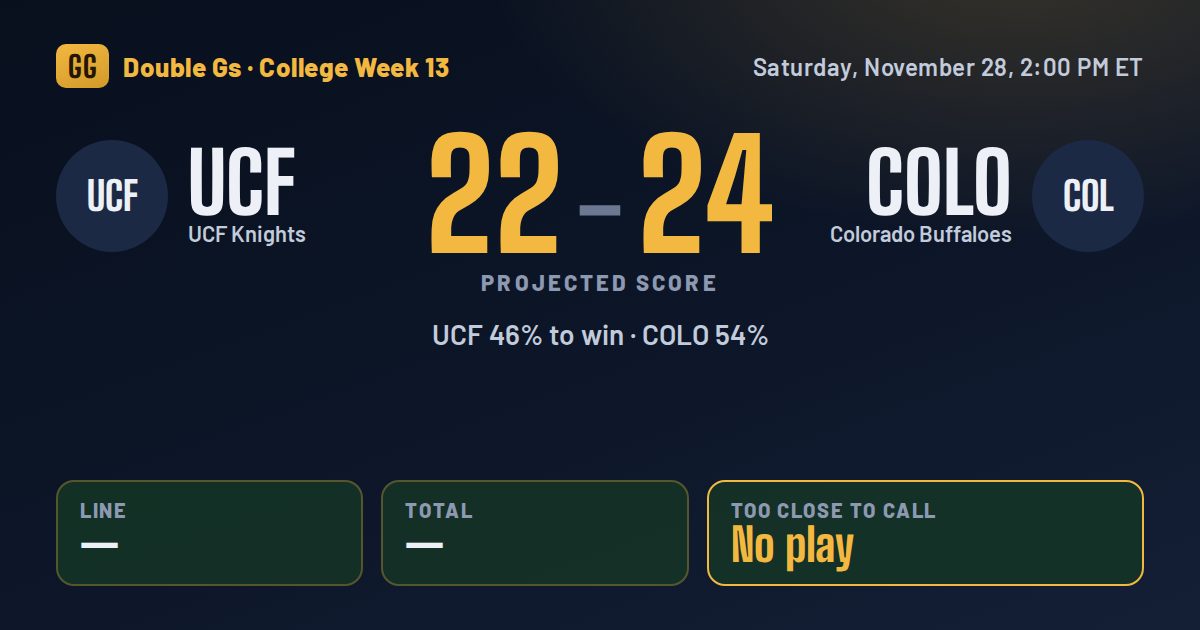 GG Double Gs · College Week 13
Saturday, November 28, 2:00 PM ET
UCF
UCF
UCF Knights
22 – 24
COLO
Colorado Buffaloes
COL
PROJECTED SCORE
UCF 46% to win · COLO 54%
LINE
—
TOTAL
—
TOO CLOSE TO CALL
No play